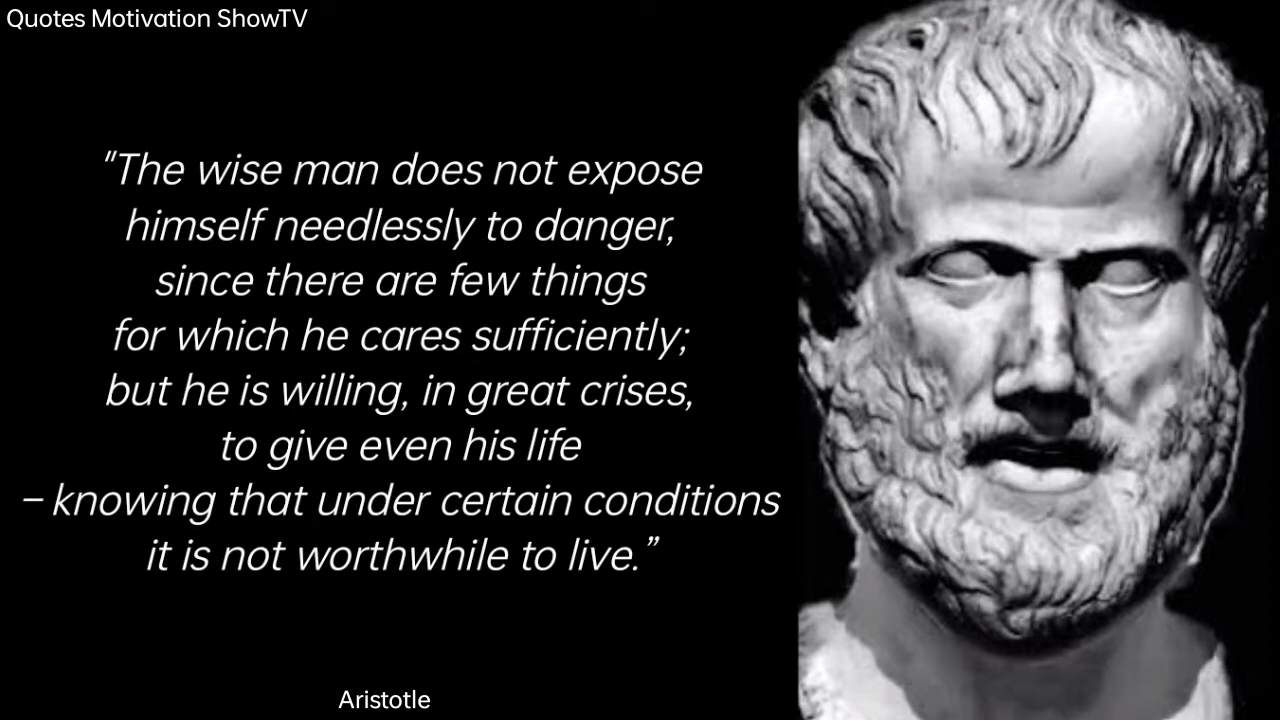 Quotes Motivation ShowTV
"The wise man does not expose
himself needlessly to danger,
since there are few things
for which he cares sufficiently;
but he is willing, in great crises,
to give even his life
– knowing that under certain conditions
it is not worthwhile to live.”
Aristotle